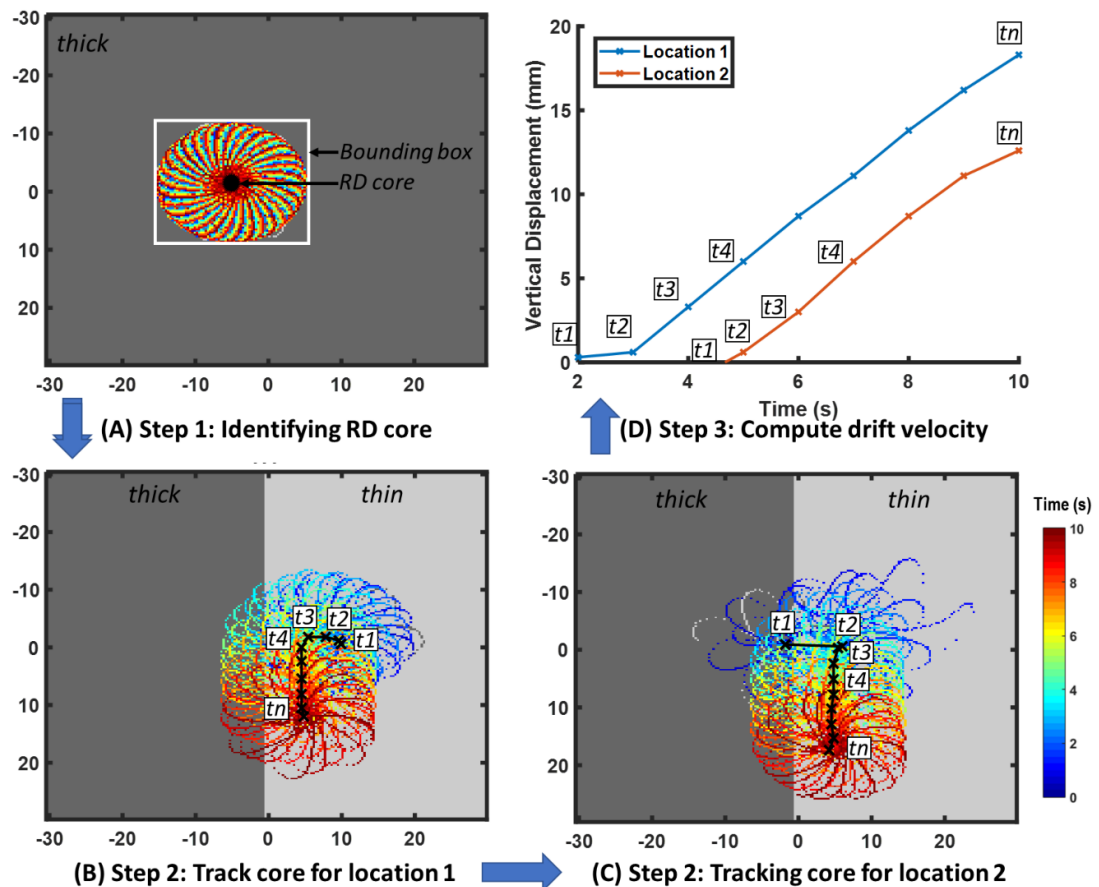 -30
-20
-10
0
10
20
-30 -20 -10 0 10 20
thick
Bounding box
RD core
(A) Step 1: Identifying RD core
20
15
10
5
0
2 4 6 8 10
Vertical Displacement (mm)
Time (s)
Location 1
Location 2
t1
t2
t3
t4
tn
t1
t2
t3
t4
tn
(D) Step 3: Compute drift velocity
...
-30
-20
-10
0
10
20
-30 -20 -10 0 10 20
thick thin
t3 t2
t4 t1
tn
(B) Step 2: Track core for location 1
-30
-20
-10
0
10
20
-30 -20 -10 0 10 20
thick thin
t1 t2
t3
t4
tn
(C) Step 2: Tracking core for location 2
Time (s)
10
8
6
4
2
0